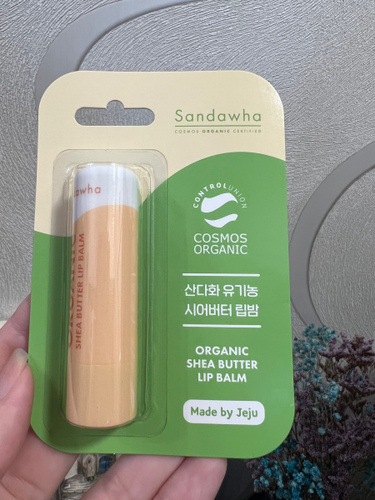 Sandawha
COSMOS ORGANIC CERTIFIED
CONTROLUNION
COSMOS
ORGANIC
산다화 유기농
시어버터 립밤
ORGANIC
SHEA BUTTER
LIP BALM
Made by Jeju
awha
SHEA BUTTER LIP BALM